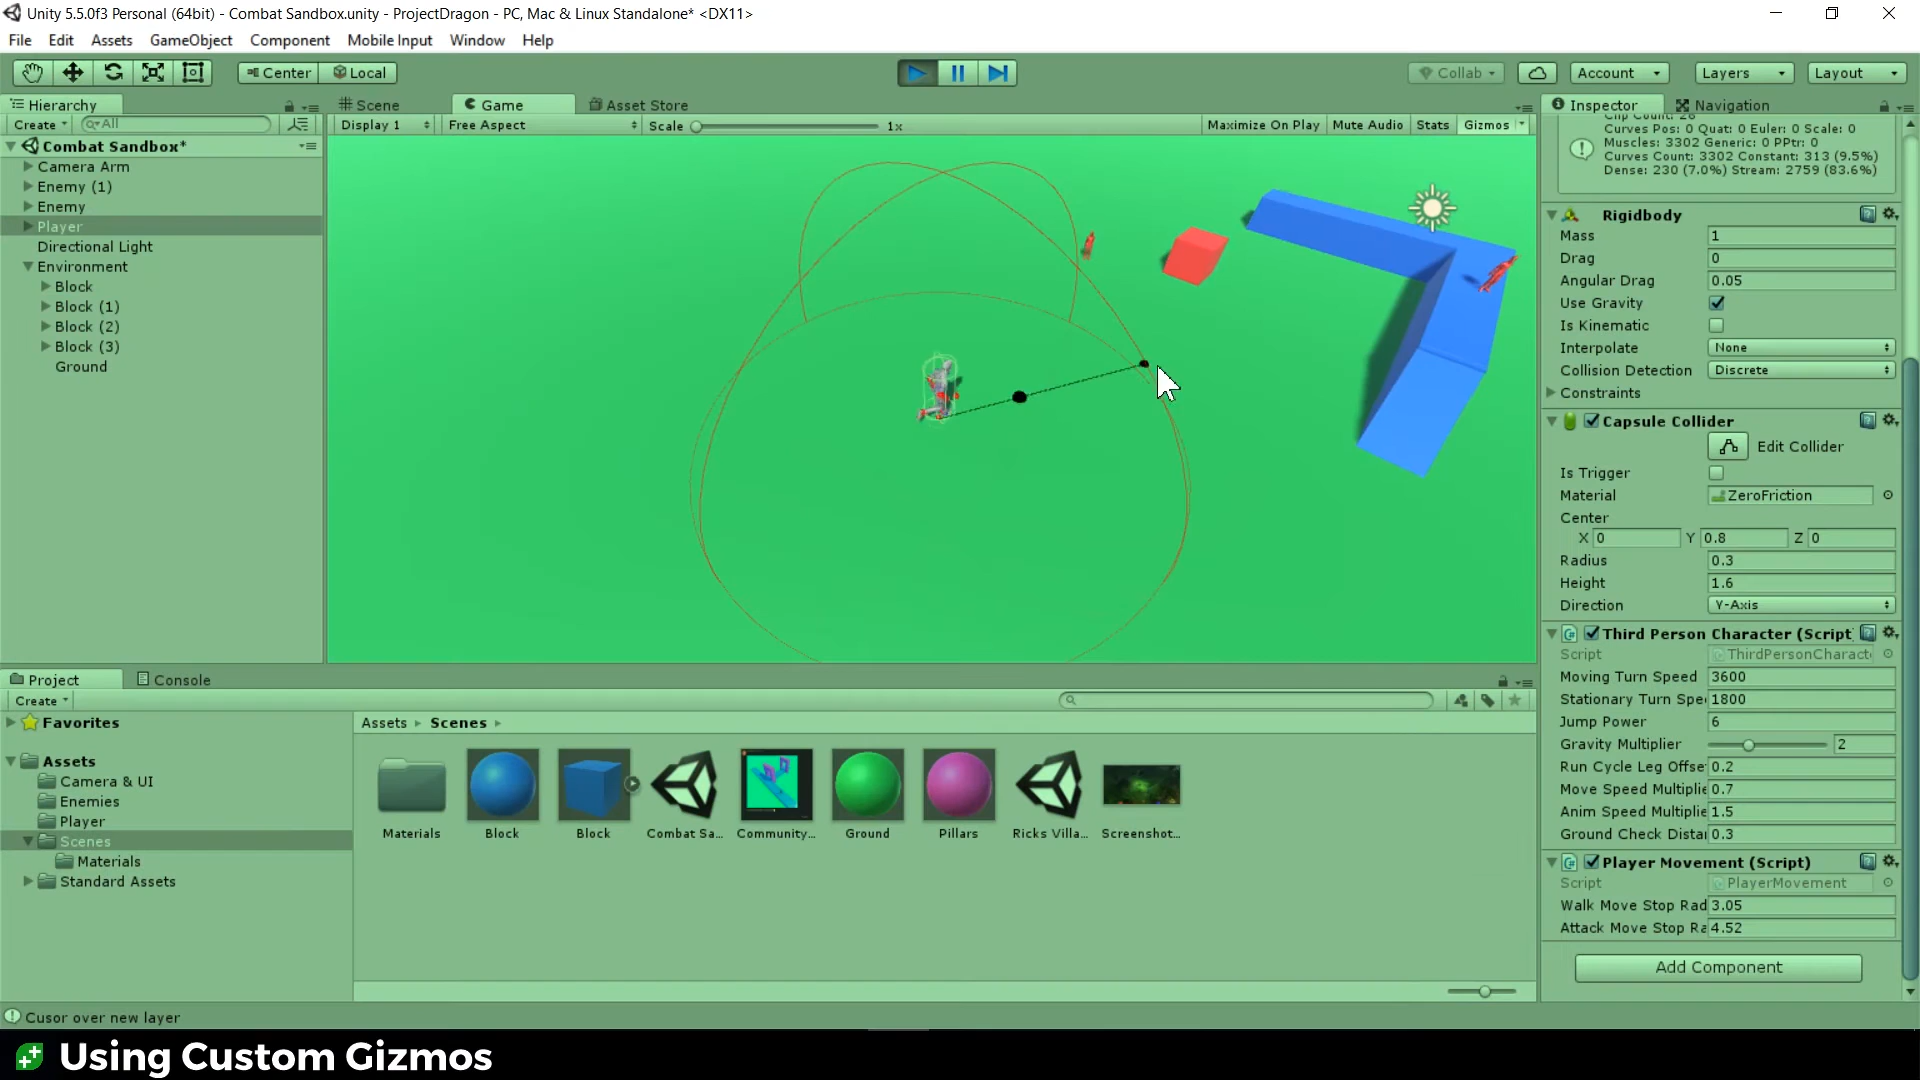 Unity 5.5.0f3 Personal (64bit) - Combat Sandbox.unity - ProjectDragon - PC, Mac & Linux Standalone* <DX11>
File Edit Assets GameObject Component Mobile Input Window Help
Center Local Collab Account Layers Layout
Hierarchy
Create All
Combat Sandbox*
Camera Arm
Enemy (1)
Enemy
Player
Directional Light
Environment
Block
Block (1)
Block (2)
Block (3)
Ground
Scene Game Asset Store
Display 1 Free Aspect Scale 1x Maximize On Play Mute Audio Stats Gizmos
Inspector Navigation
Curves Pos: 0 Quat: 0 Euler: 0 Scale: 0
Muscles: 3302 Generic: 0 PPtr: 0
Curves Count: 3302 Constant: 313 (9.5%)
Dense: 230 (7.0%) Stream: 2759 (83.6%)
Rigidbody
Mass 1
Drag 0
Angular Drag 0.05
Use Gravity
Is Kinematic
Interpolate None
Collision Detection Discrete
Constraints
Capsule Collider
Edit Collider
Is Trigger
Material ZeroFriction
Center
X 0 Y 0.8 Z 0
Radius 0.3
Height 1.6
Direction Y-Axis
Third Person Character (Script)
Script ThirdPersonCharact
Moving Turn Speed 3600
Stationary Turn Spe 1800
Jump Power 6
Gravity Multiplier 2
Run Cycle Leg Offse 0.2
Move Speed Multiplie 0.7
Anim Speed Multiplie 1.5
Ground Check Distar 0.3
Player Movement (Script)
Script PlayerMovement
Walk Move Stop Rad 3.05
Attack Move Stop Ra 4.52
Add Component
Project Console
Create
Favorites
Assets
Camera & UI
Enemies
Player
Scenes
Materials
Standard Assets
Assets Scenes
Materials Block Block Combat Sa... Community... Ground Pillars Ricks Villa... Screenshot...
Cusor over new layer
Using Custom Gizmos